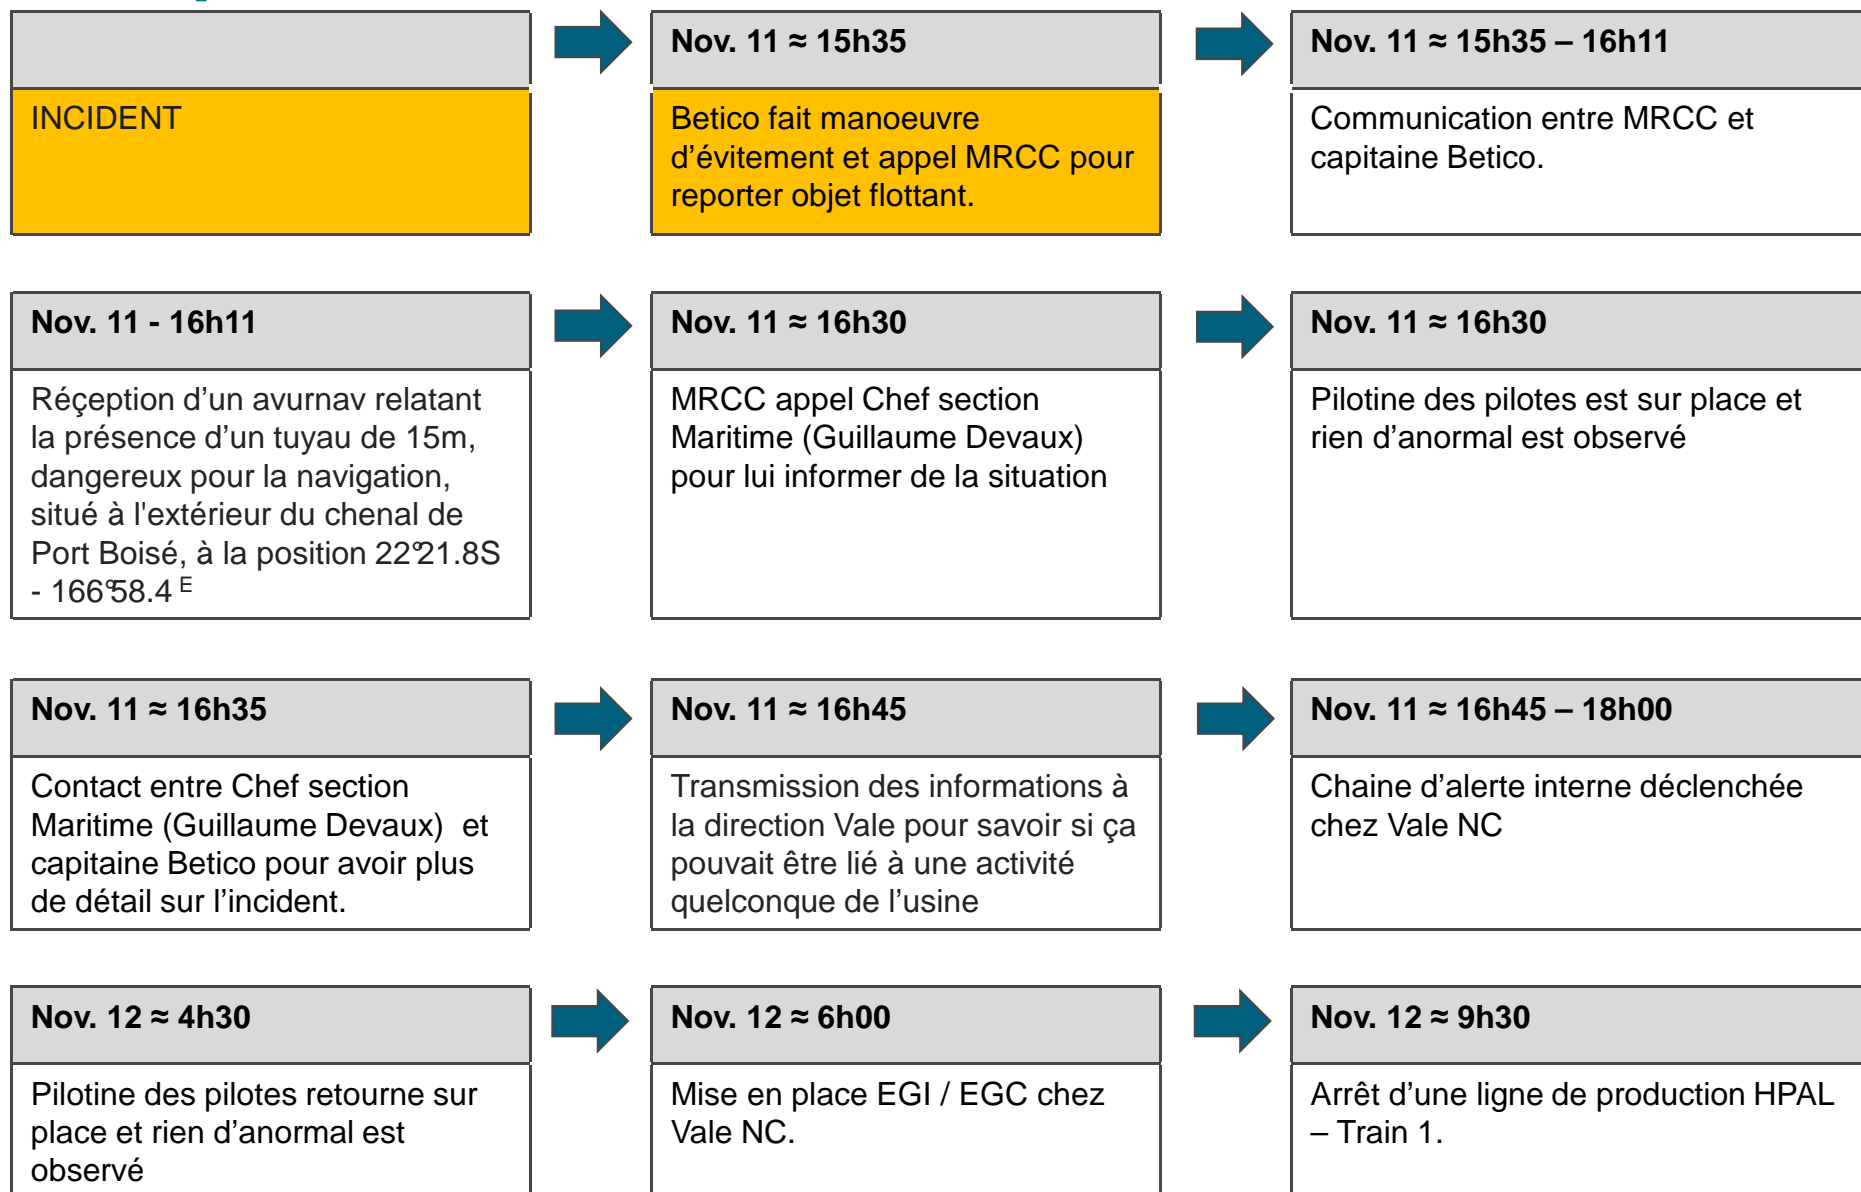 Nov. 11 ≈ 15h35
Nov. 11 ≈ 15h35 – 16h11
INCIDENT
Betico fait manoeuvre
d’évitement et appel MRCC pour
reporter objet flottant.
Communication entre MRCC et
capitaine Betico.
Nov. 11 - 16h11
Nov. 11 ≈ 16h30
Nov. 11 ≈ 16h30
Réçeption d’un avurnav relatant
la présence d’un tuyau de 15m,
dangereux pour la navigation,
situé à l'extérieur du chenal de
Port Boisé, à la position 22°21.8S
- 166°58.4 E
MRCC appel Chef section
Maritime (Guillaume Devaux)
pour lui informer de la situation
Pilotine des pilotes est sur place et
rien d’anormal est observé
Nov. 11 ≈ 16h35
Nov. 11 ≈ 16h45
Nov. 11 ≈ 16h45 – 18h00
Contact entre Chef section
Maritime (Guillaume Devaux) et
capitaine Betico pour avoir plus
de détail sur l’incident.
Transmission des informations à
la direction Vale pour savoir si ça
pouvait être lié à une activité
quelconque de l’usine
Chaine d’alerte interne déclenchée
chez Vale NC
Nov. 12 ≈ 4h30
Nov. 12 ≈ 6h00
Nov. 12 ≈ 9h30
Pilotine des pilotes retourne sur
place et rien d’anormal est
observé
Mise en place EGI / EGC chez
Vale NC.
Arrêt d’une ligne de production HPAL
– Train 1.